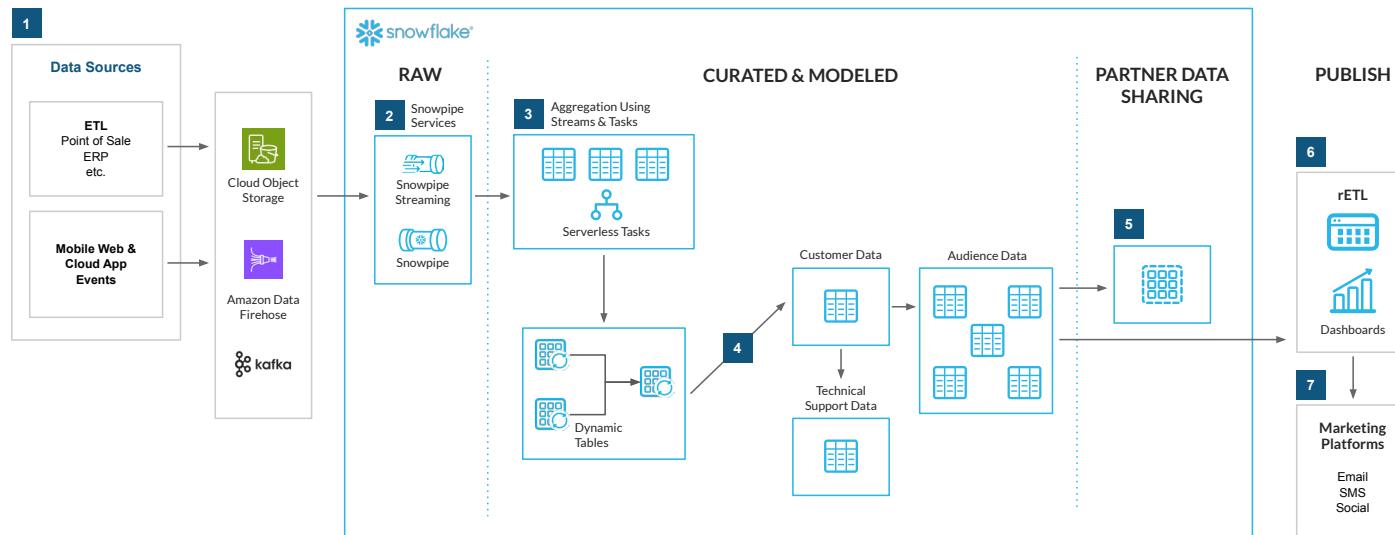 1
Data Sources
ETL
Point of Sale
ERP
etc.
Mobile Web &
Cloud App
Events
Cloud Object
Storage
Amazon Data
Firehose
kafka
snowflake®
RAW
2
Snowpipe
Services
Snowpipe
Streaming
Snowpipe
CURATED & MODELED
3
Aggregation Using
Streams & Tasks
Serverless Tasks
Dynamic
Tables
4
Customer Data
Technical
Support Data
Audience Data
PARTNER DATA
SHARING
5
PUBLISH
6
rETL
Dashboards
7
Marketing
Platforms
Email
SMS
Social